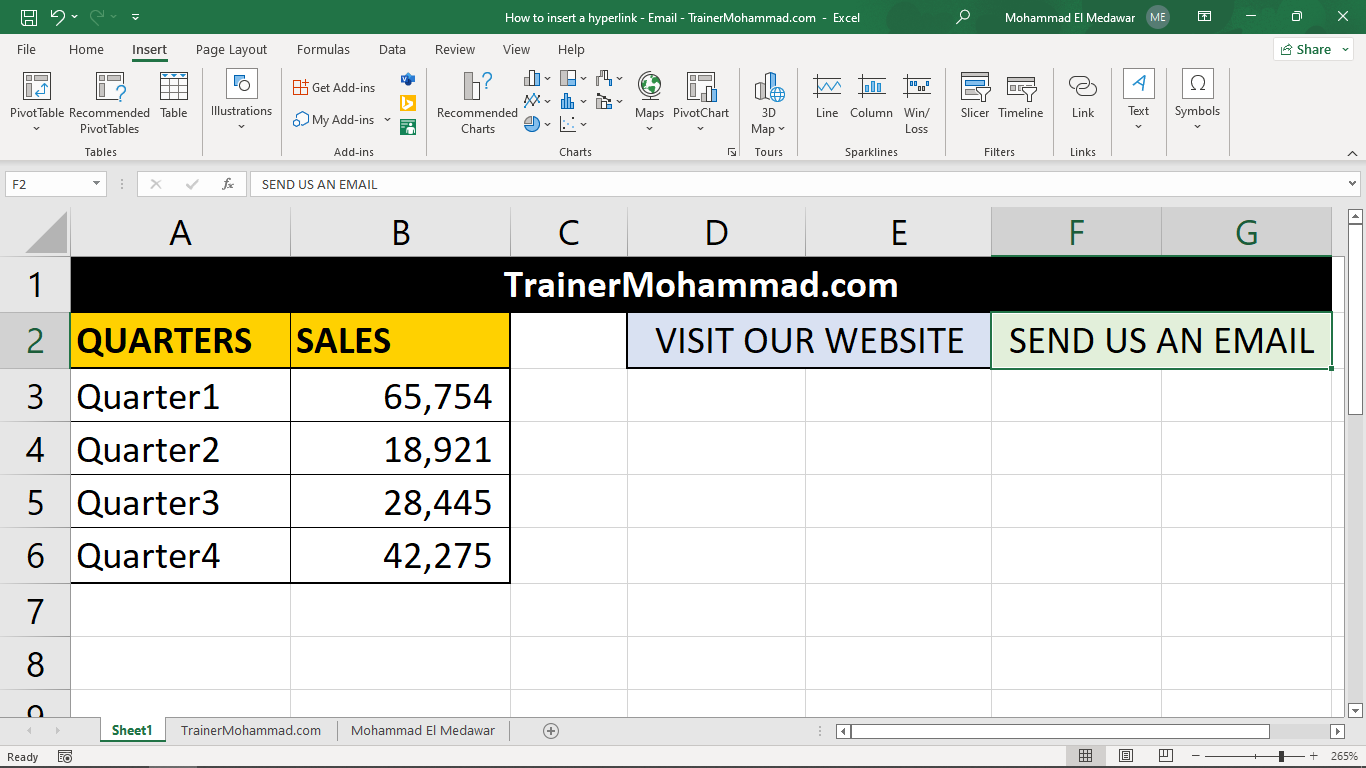 How to insert a hyperlink - Email - TrainerMohammad.com - Excel
Mohammad El Medawar ME
File Home Insert Page Layout Formulas Data Review View Help
Share
PivotTable
Recommended PivotTables
Table
Tables
Illustrations
Get Add-ins
My Add-ins
Add-ins
Recommended Charts
Maps
PivotChart
Charts
3D Map
Tours
Line
Column
Win/ Loss
Sparklines
Slicer
Timeline
Filters
Link
Links
Text
Symbols
F2 fx SEND US AN EMAIL
A B C D E F G
1 TrainerMohammad.com
2 QUARTERS SALES VISIT OUR WEBSITE SEND US AN EMAIL
3 Quarter1 65,754
4 Quarter2 18,921
5 Quarter3 28,445
6 Quarter4 42,275
7
8
9
Sheet1 TrainerMohammad.com Mohammad El Medawar
Ready 265%